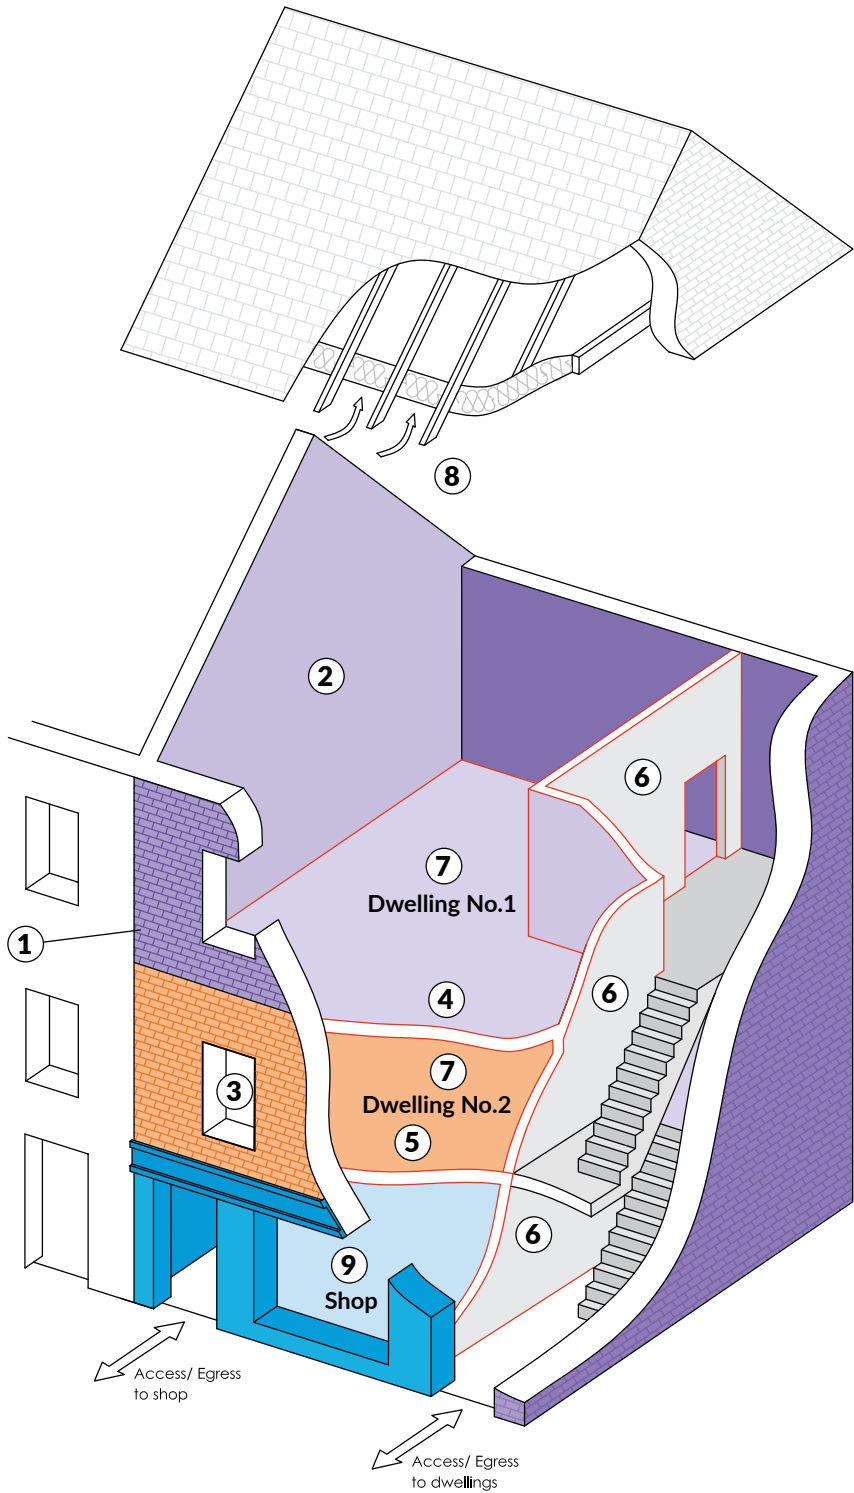 8
2
6
7
Dwelling No.1
1
6
4
7
3
Dwelling No.2
5
6
9
Shop
Access/ Egress
to shop
Access/ Egress
to dwellings